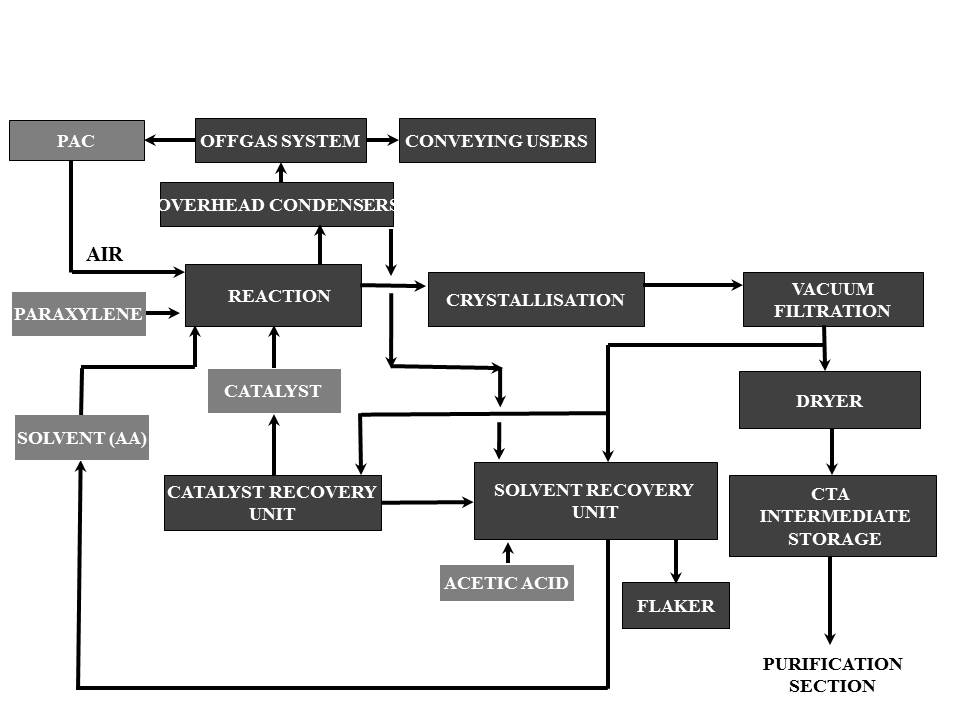 PAC
OFFGAS SYSTEM
CONVEYING USERS
OVERHEAD CONDENSERS
AIR
REACTION
CRYSTALLISATION
VACUUM
FILTRATION
PARAXYLENE
CATALYST
DRYER
SOLVENT (AA)
CATALYST RECOVERY
UNIT
SOLVENT RECOVERY
UNIT
CTA
INTERMEDIATE
STORAGE
ACETIC ACID
FLAKER
PURIFICATION
SECTION